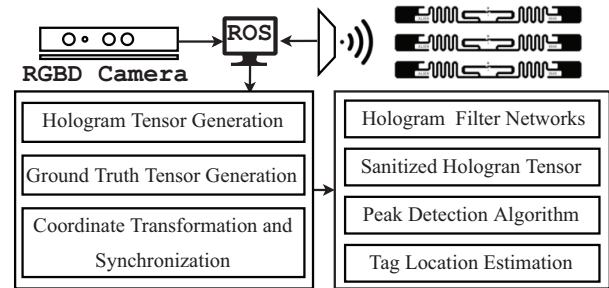 ROS
RGBD Camera
Hologram Tensor Generation
Ground Truth Tensor Generation
Coordinate Transformation and
Synchronization
Hologram Filter Networks
Sanitized Hologran Tensor
Peak Detection Algorithm
Tag Location Estimation